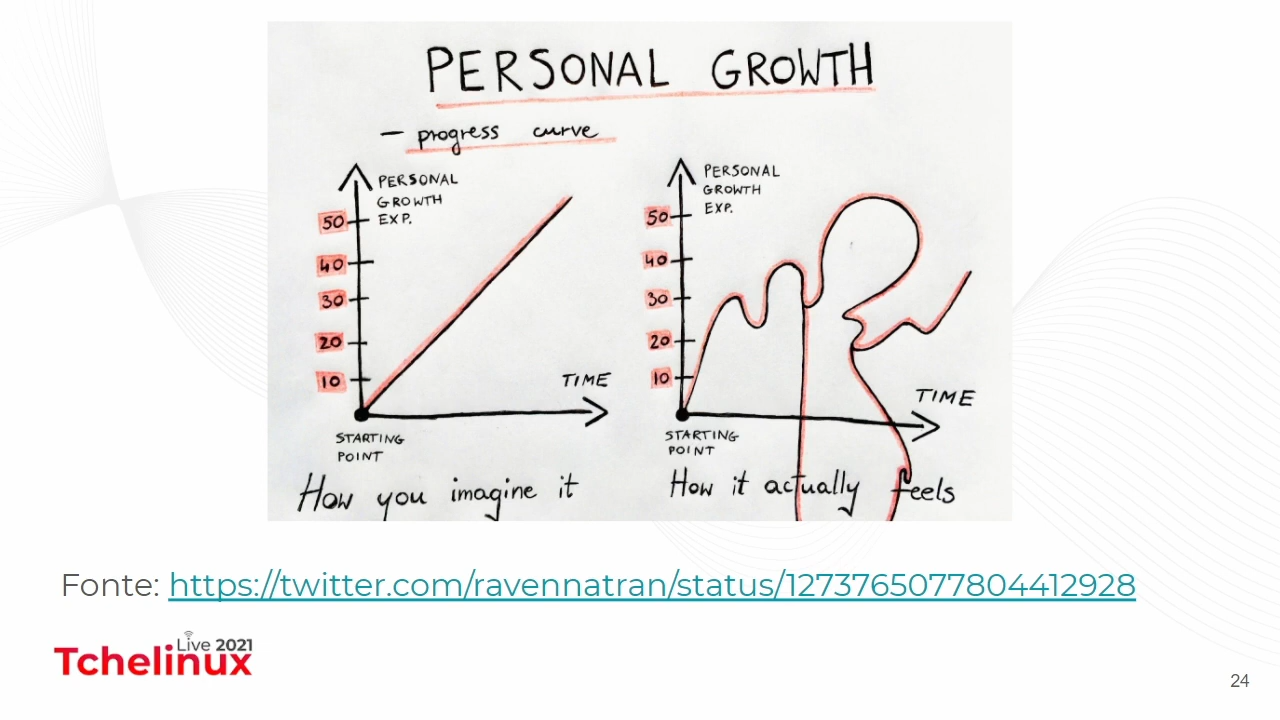 PERSONAL GROWTH
– progress curve
PERSONAL
GROWTH
EXP.
50
40
30
20
10
TIME
STARTING
POINT
How you imagine it
PERSONAL
GROWTH
EXP.
50
40
30
20
10
TIME
STARTING
POINT
How it actually feels
Fonte: https://twitter.com/ravennatran/status/1273765077804412928
Live 2021
Tchelinux
24